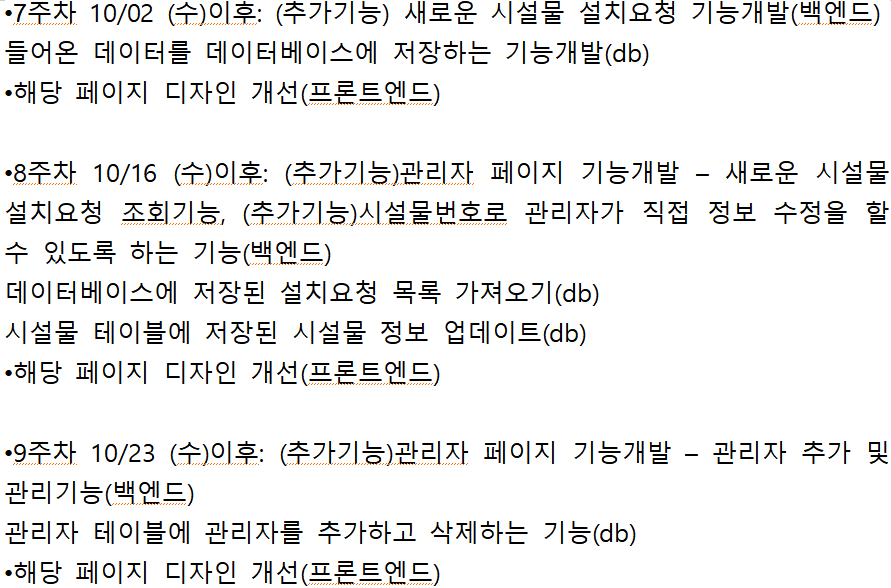 •7주차 10/02 (수)이후: (추가기능) 새로운 시설물 설치요청 기능개발(백엔드)
들어온 데이터를 데이터베이스에 저장하는 기능개발(db)
•해당 페이지 디자인 개선(프론트엔드)
•8주차 10/16 (수)이후: (추가기능)관리자 페이지 기능개발 – 새로운 시설물
설치요청 조회기능, (추가기능)시설물번호로 관리자가 직접 정보 수정을 할
수 있도록 하는 기능(백엔드)
데이터베이스에 저장된 설치요청 목록 가져오기(db)
시설물 테이블에 저장된 시설물 정보 업데이트(db)
•해당 페이지 디자인 개선(프론트엔드)
•9주차 10/23 (수)이후: (추가기능)관리자 페이지 기능개발 – 관리자 추가 및
관리기능(백엔드)
관리자 테이블에 관리자를 추가하고 삭제하는 기능(db)
•해당 페이지 디자인 개선(프론트엔드)